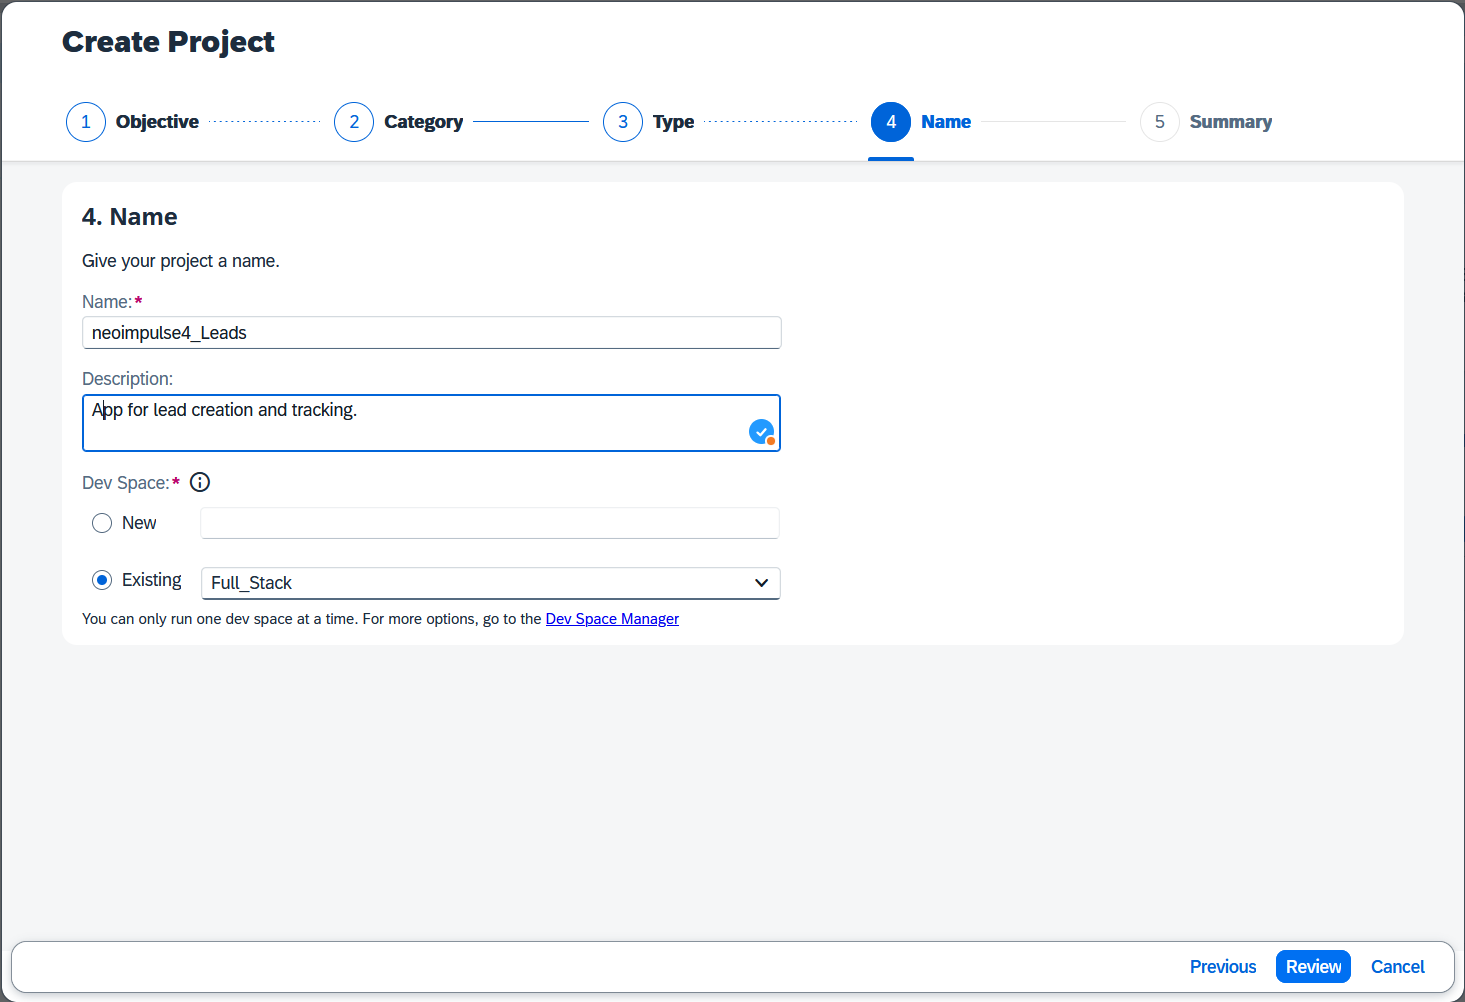 Create Project
1 Objective 2 Category 3 Type 4 Name 5 Summary
4. Name
Give your project a name.
Name:*
neoimpulse4_Leads
Description:
App for lead creation and tracking.
Dev Space:*
New
Existing Full_Stack
You can only run one dev space at a time. For more options, go to the Dev Space Manager
Previous Review Cancel